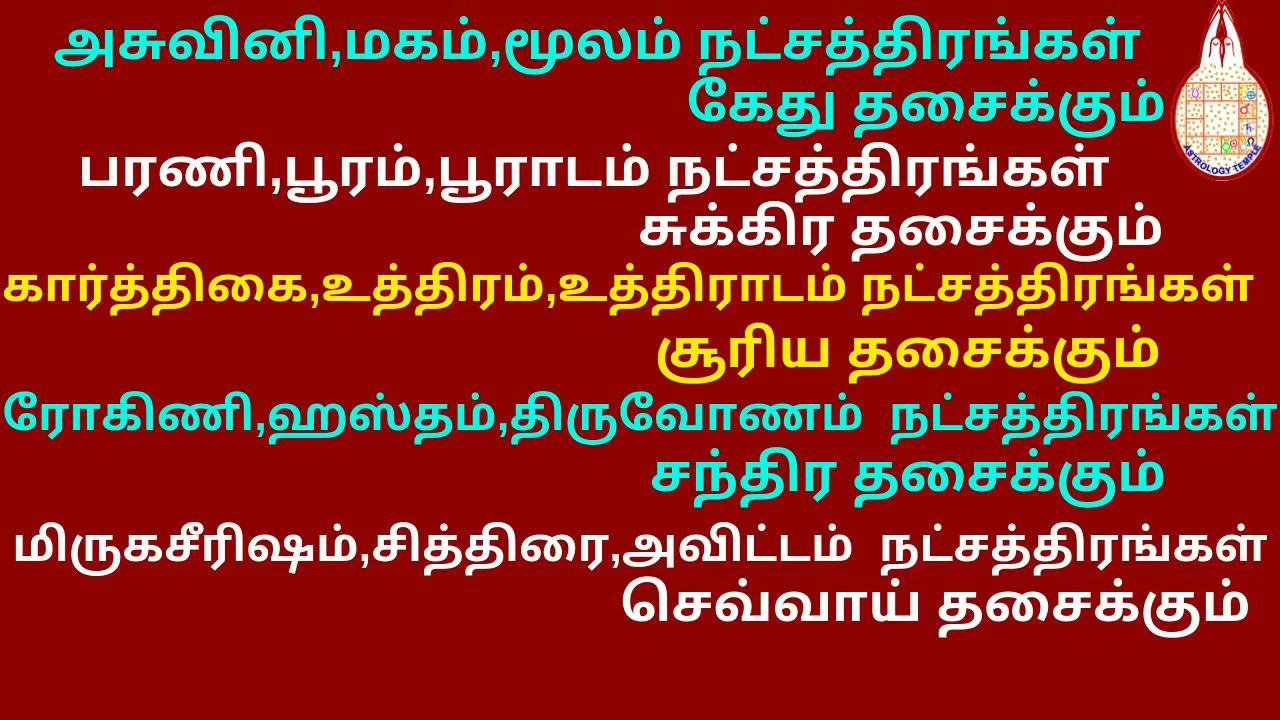 அசுவினி,மகம்,மூலம் நட்சத்திரங்கள்
கேது தசைக்கும்
பரணி,பூரம்,பூராடம் நட்சத்திரங்கள்
சுக்கிர தசைக்கும்
கார்த்திகை,உத்திரம்,உத்திராடம் நட்சத்திரங்கள்
சூரிய தசைக்கும்
ரோகிணி,ஹஸ்தம்,திருவோணம் நட்சத்திரங்கள்
சந்திர தசைக்கும்
மிருகசீரிஷம்,சித்திரை,அவிட்டம் நட்சத்திரங்கள்
செவ்வாய் தசைக்கும்
ASTROLOGY TEMPLE